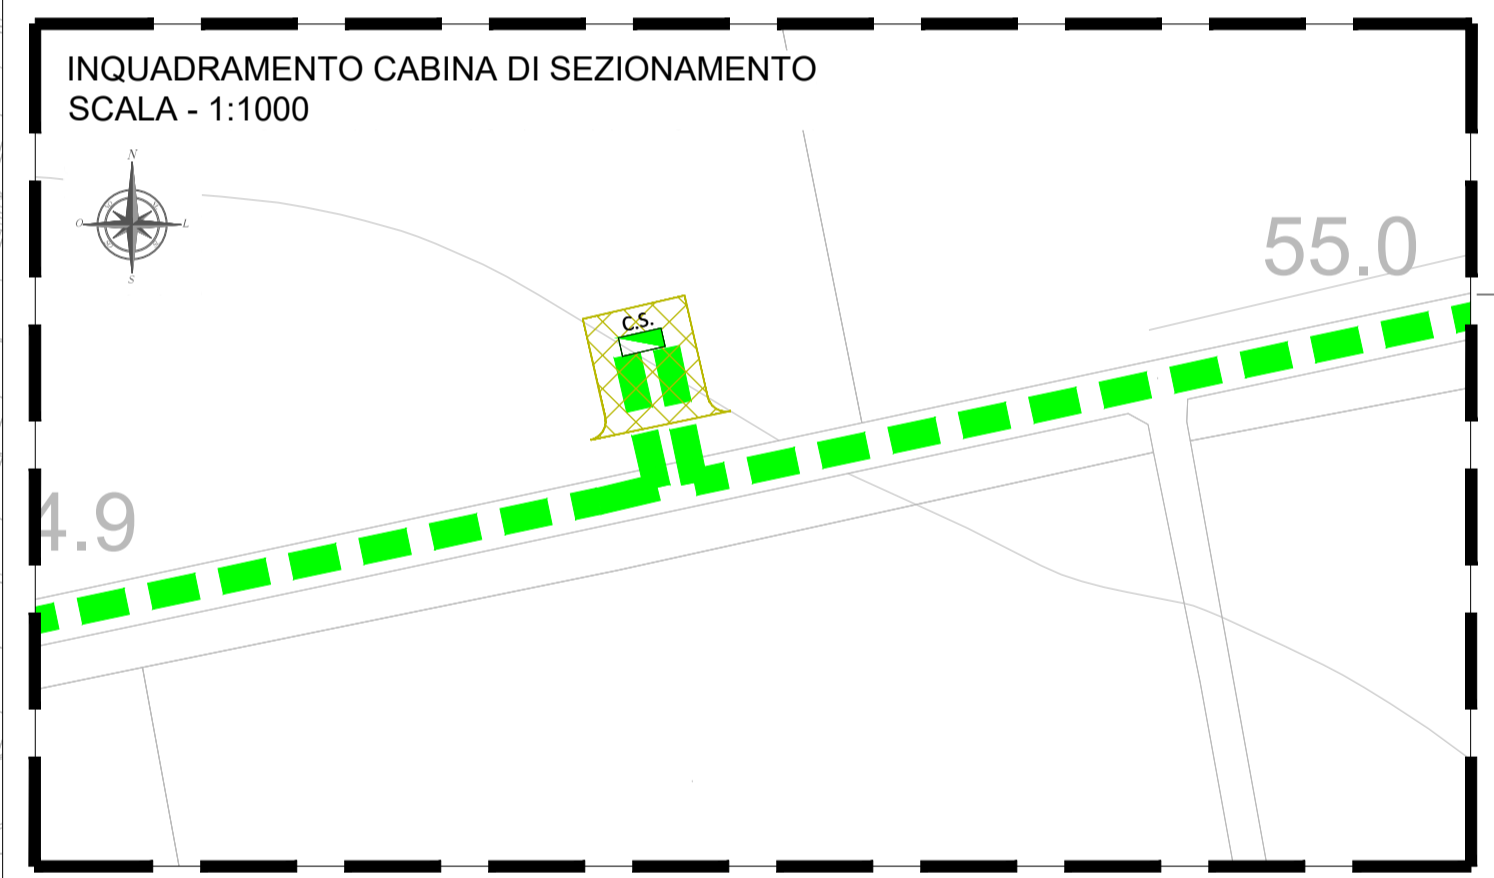 INQUADRAMENTO CABINA DI SEZIONAMENTO
SCALA - 1:1000
N
O
L
S
55.0
C.S.
4.9